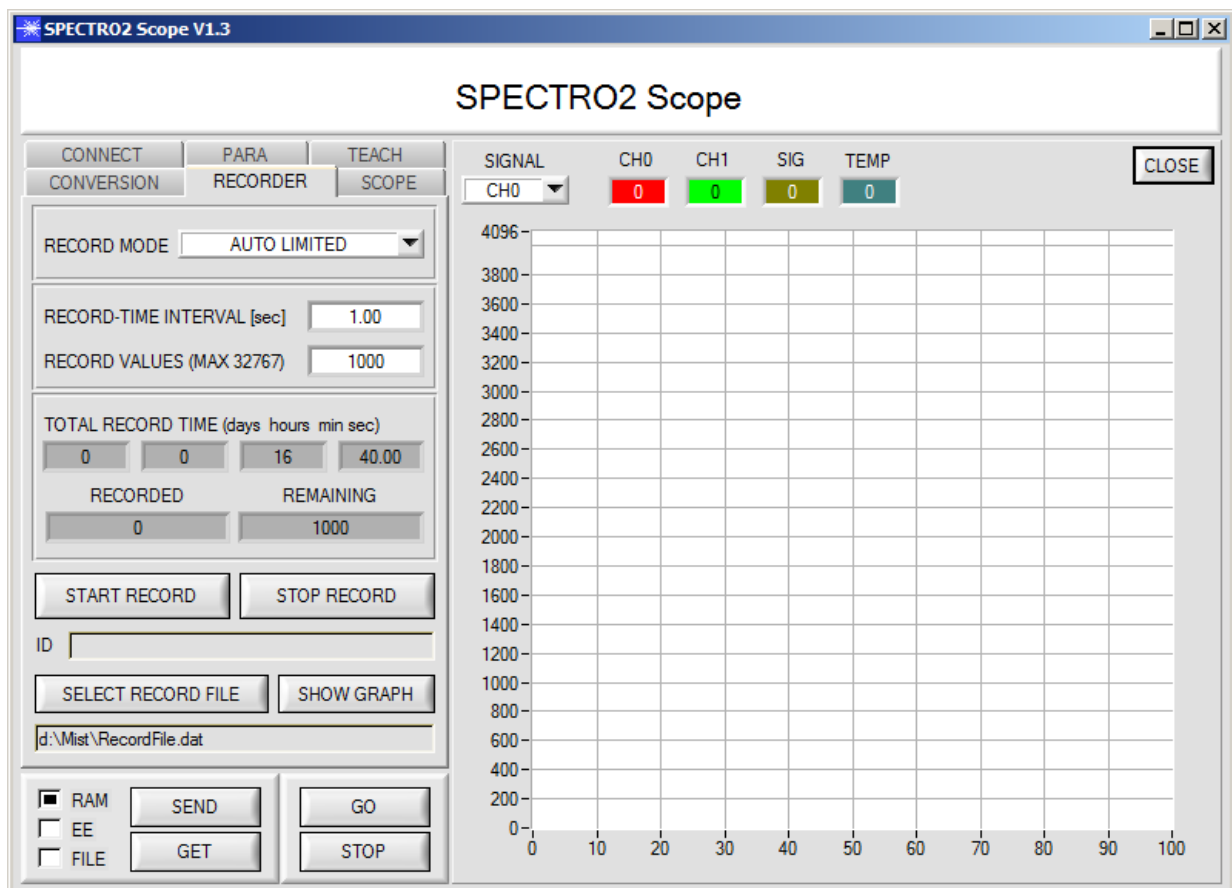 SPECTRO2 Scope V1.3
SPECTRO2 Scope
CONNECT PARA TEACH
CONVERSION RECORDER SCOPE
RECORD MODE AUTO LIMITED
RECORD-TIME INTERVAL [sec] 1.00
RECORD VALUES (MAX 32767) 1000
TOTAL RECORD TIME (days hours min sec)
0 0 16 40.00
RECORDED REMAINING
0 1000
START RECORD STOP RECORD
ID
SELECT RECORD FILE SHOW GRAPH
d:\Mist\RecordFile.dat
RAM SEND
EE
FILE GET
GO
STOP
SIGNAL CH0 CH1 SIG TEMP
CH0 0 0 0 0
CLOSE
4096
3800
3600
3400
3200
3000
2800
2600
2400
2200
2000
1800
1600
1400
1200
1000
800
600
400
200
0
0 10 20 30 40 50 60 70 80 90 100